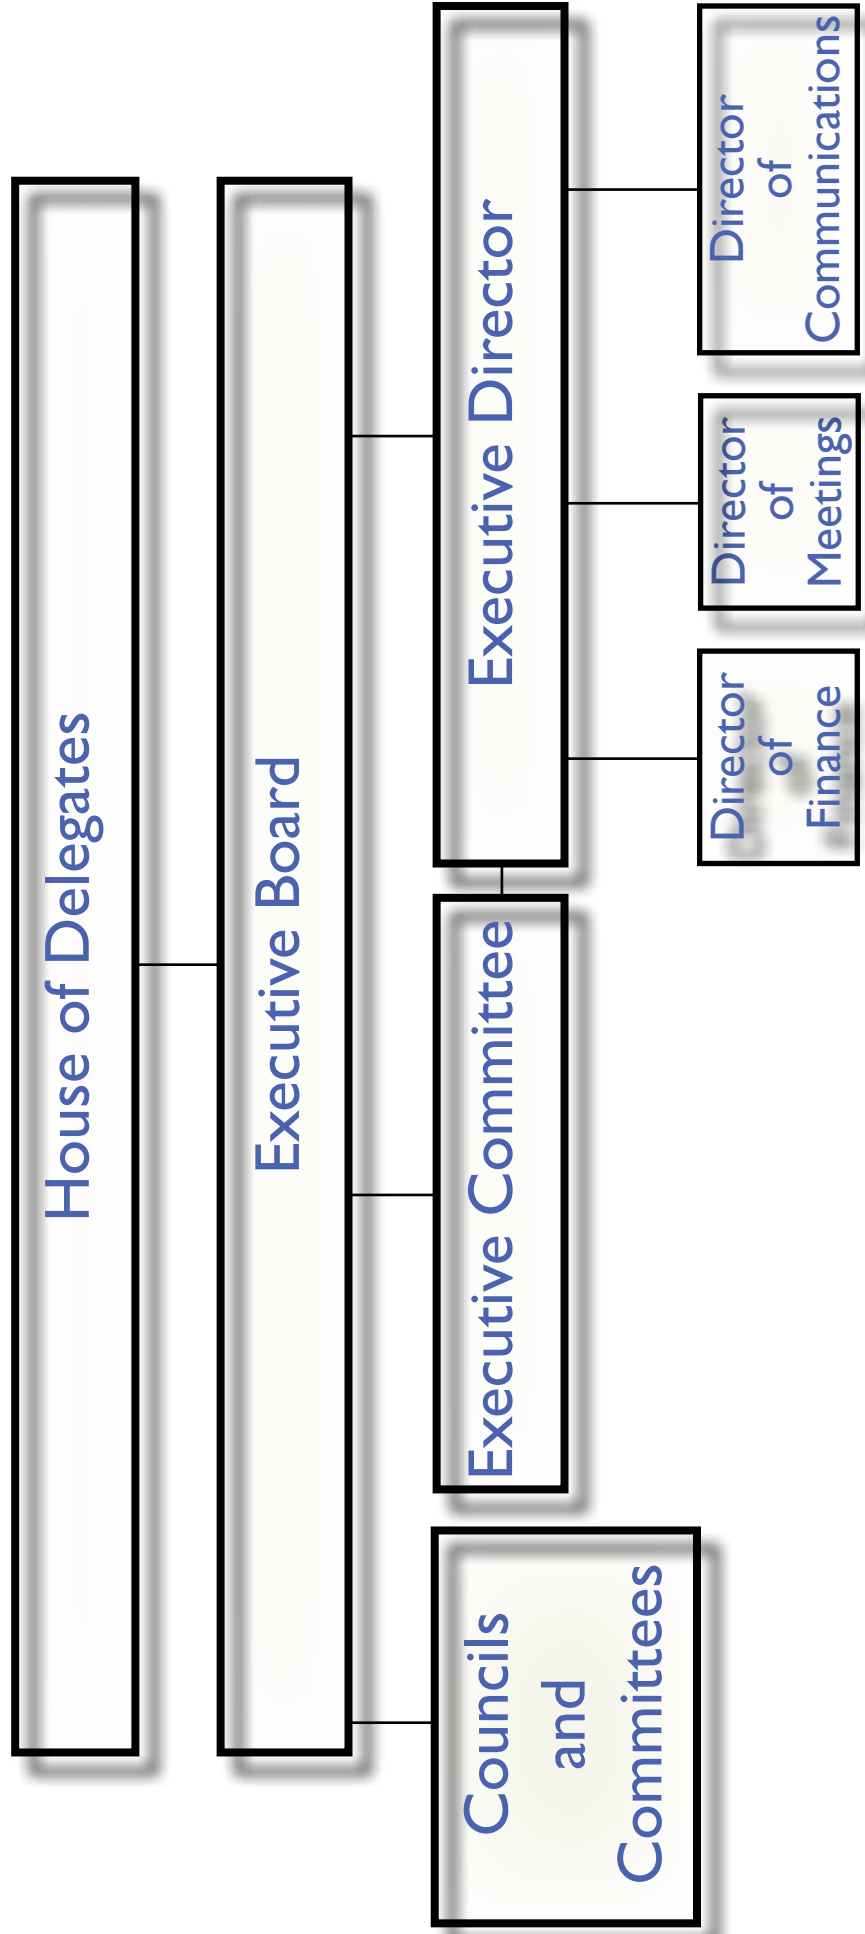 House of Delegates
Executive Board
Councils
and
Committees
Executive Committee
Executive Director
Director
of
Finance
Director
of
Meetings
Director
of
Communications